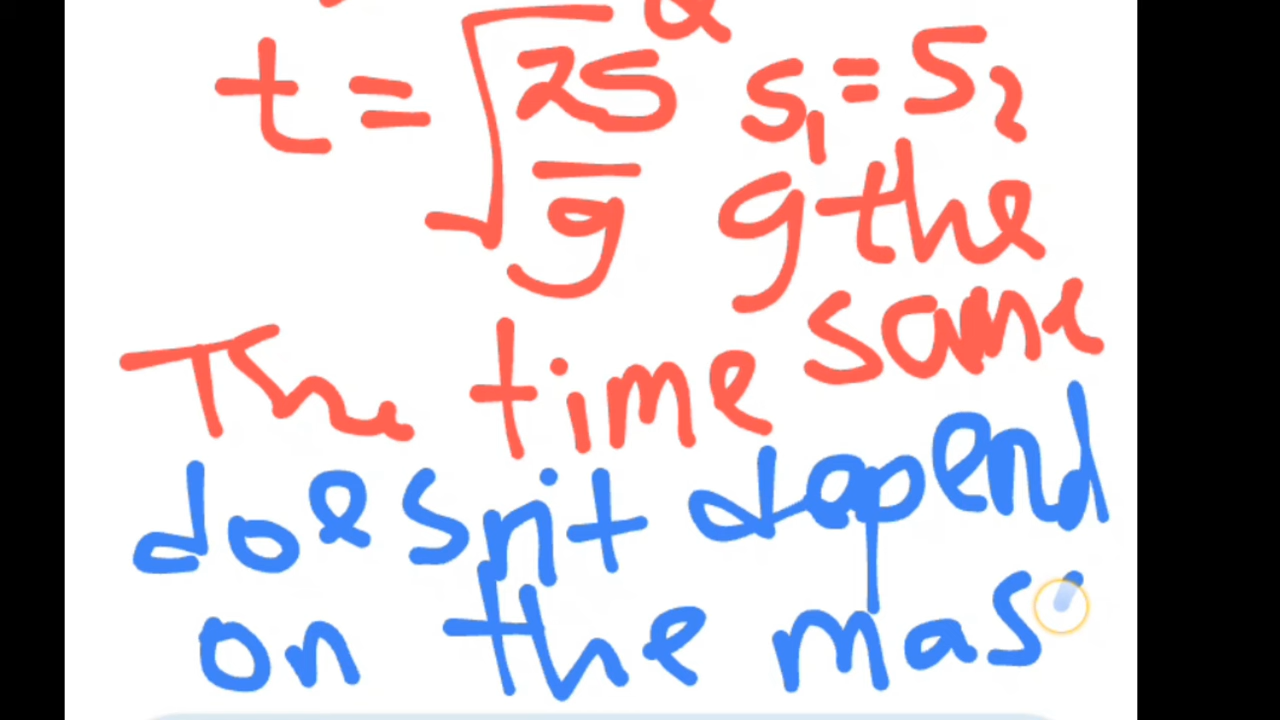 t = √2S/g S₁ = S₂
g the
same
The time
doesn't depend
on the mas